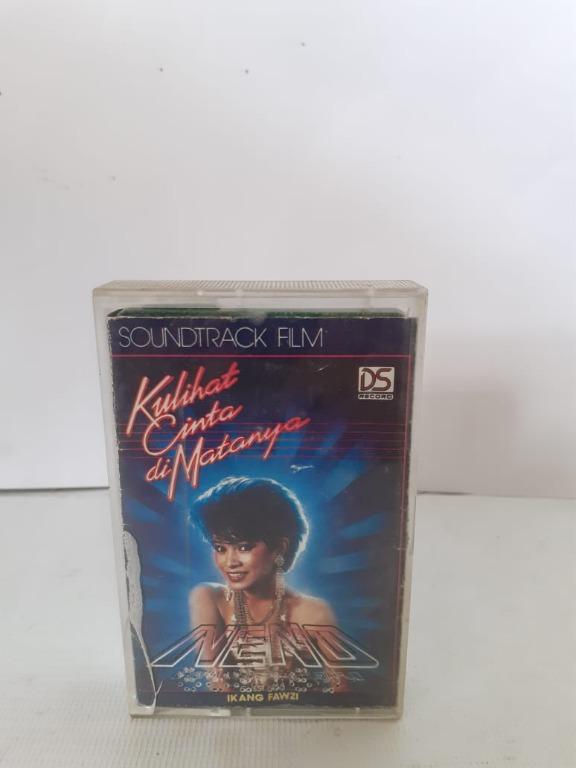 SOUNDTRACK FILM
DS
RECORD
Kulihat
Cinta
di Matanya
NENO
IKANG FAWZI